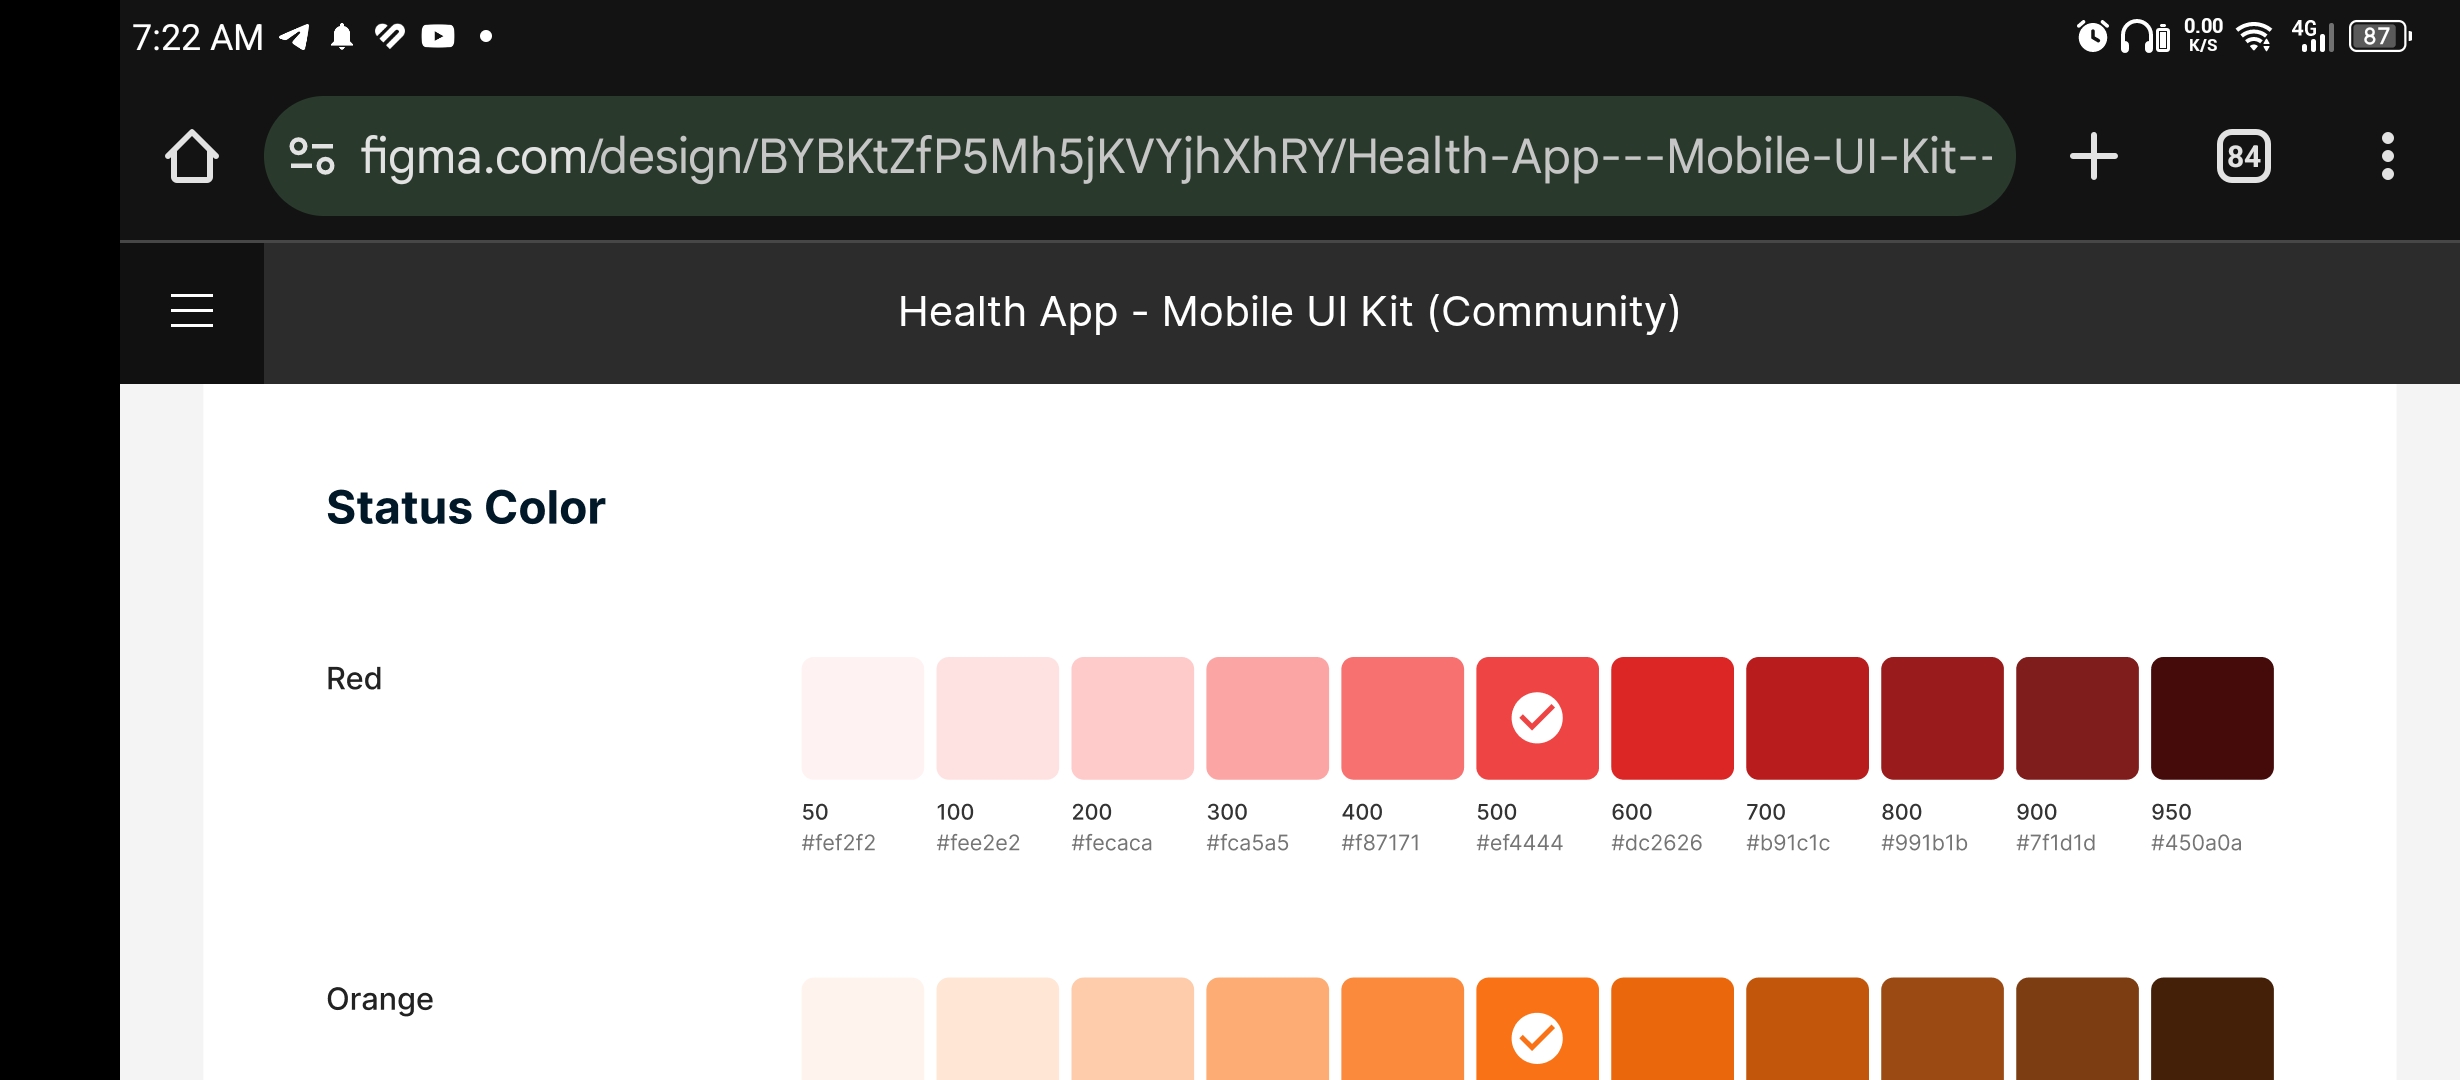 7:22 AM
0.00
K/S
4G
87
figma.com/design/BYBKtZfP5Mh5jKVYjhXhRY/Health-App---Mobile-UI-Kit--
84
Health App - Mobile UI Kit (Community)
Status Color
Red
50 100 200 300 400 500 600 700 800 900 950
#fef2f2 #fee2e2 #fecaca #fca5a5 #f87171 #ef4444 #dc2626 #b91c1c #991b1b #7f1d1d #450a0a
Orange